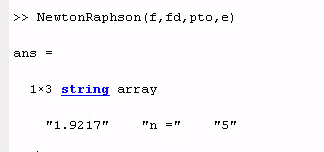 >> NewtonRaphson(f,fd,pto,e)
ans =
1×3 string array
"1.9217" "n =" "5"